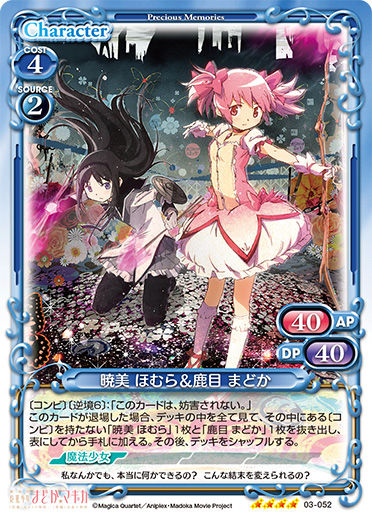 Precious Memories
Character
COST
4
SOURCE
2
40 AP
DP 40
暁美 ほむら&鹿目 まどか
〔コンビ〕〔逆境6〕:「このカードは、妨害されない。」
このカードが退場した場合、デッキの中を全て見て、その中にある〔コ
ンビ〕を持たない「暁美 ほむら」1枚と「鹿目 まどか」1枚を抜き出し、
表にしてから手札に加える。その後、デッキをシャッフルする。
魔法少女
私なんかでも、本当に何かできるの? こんな結末を変えられるの?
まどか☆マギカ
©Magica Quartet/Aniplex・Madoka Movie Project
03-052